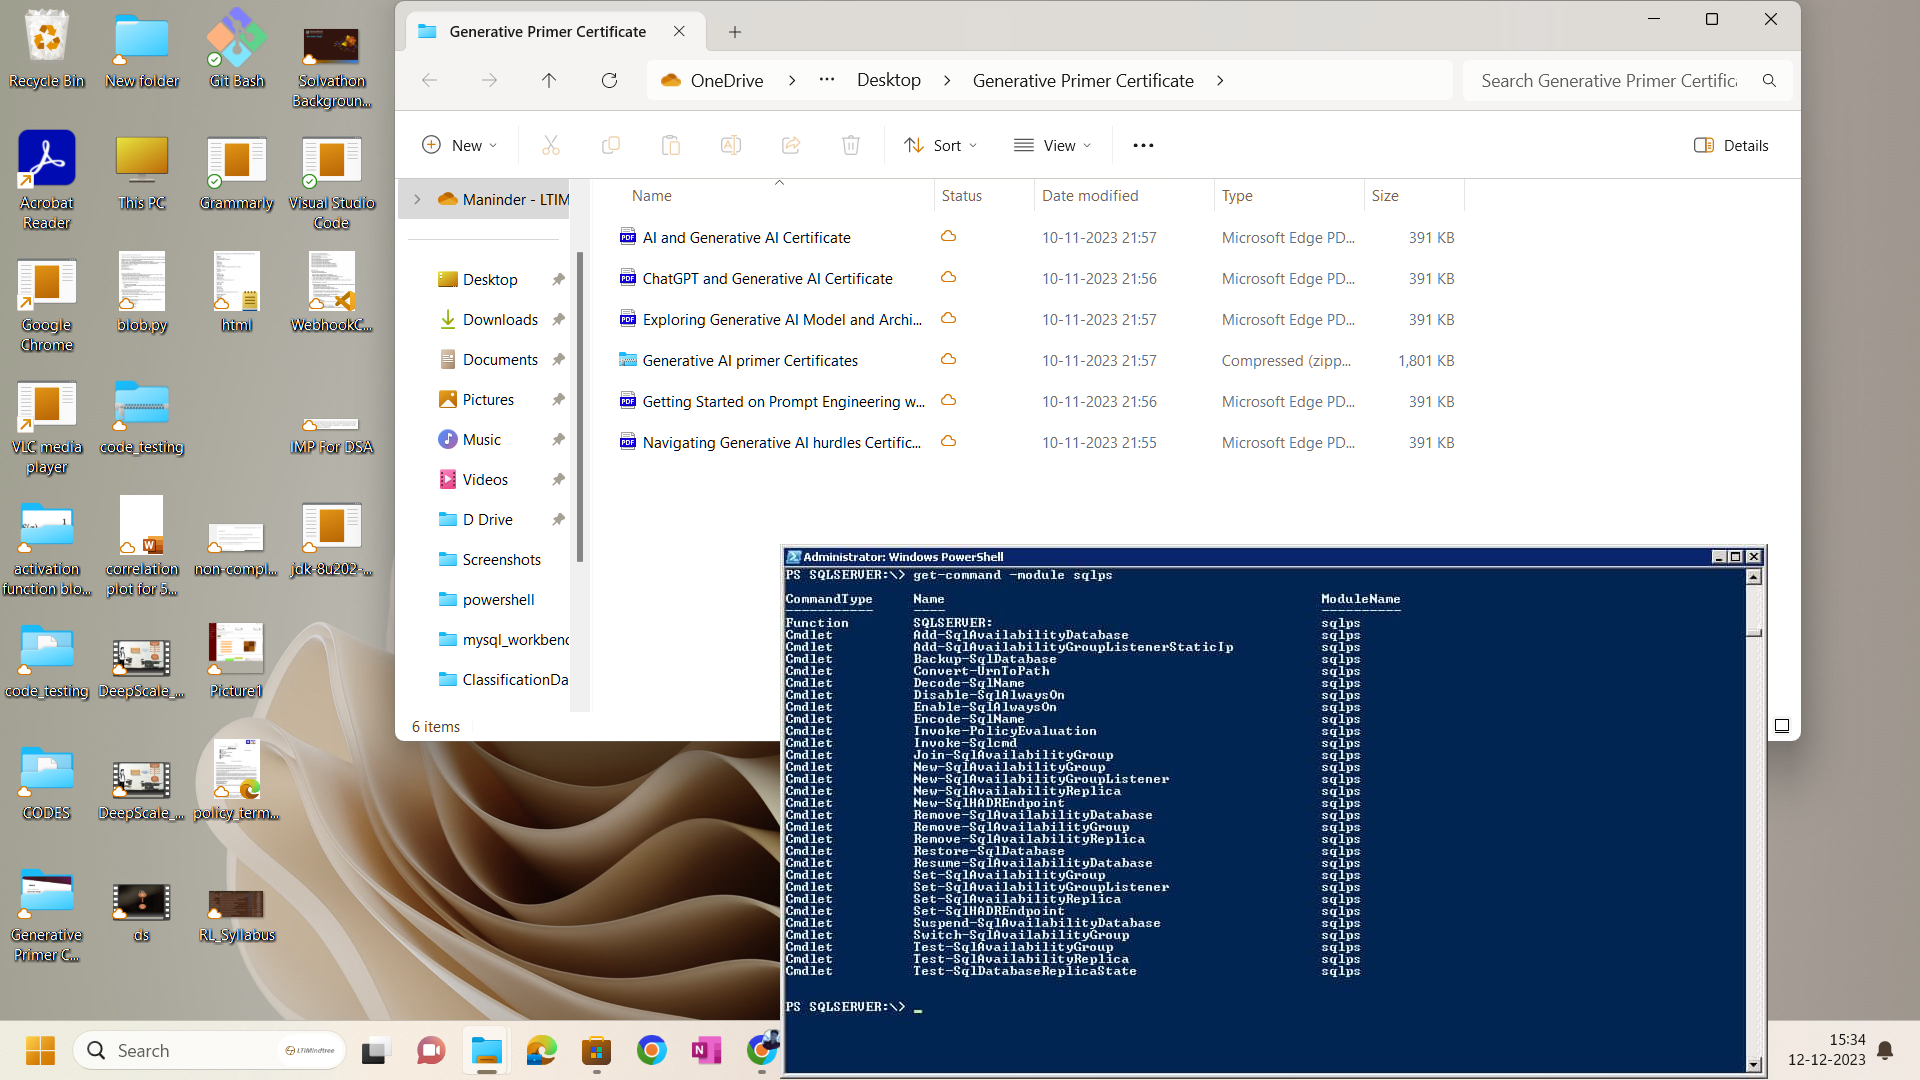 Recycle Bin
New folder
Git Bash
Solvathon
Backgroun...
Acrobat
Reader
This PC
Grammarly
Visual Studio
Code
Google
Chrome
blob.py
html
WebhookC...
VLC media
player
code_testing
IMP For DSA
activation
function blo...
correlation
plot for 5...
non-compl...
jdk-8u202-...
code_testing
DeepScale_...
Picture1
CODES
DeepScale_...
policy_term...
Generative
Primer C...
ds
RL_Syllabus
Generative Primer Certificate
OneDrive > ... Desktop > Generative Primer Certificate >
Search Generative Primer Certific
New
Sort
View
...
Details
Maninder - LTIM
Desktop
Downloads
Documents
Pictures
Music
Videos
D Drive
Screenshots
powershell
mysql_workbenc
ClassificationDa
Name Status Date modified Type Size
AI and Generative AI Certificate 10-11-2023 21:57 Microsoft Edge PD... 391 KB
ChatGPT and Generative AI Certificate 10-11-2023 21:56 Microsoft Edge PD... 391 KB
Exploring Generative AI Model and Archi... 10-11-2023 21:57 Microsoft Edge PD... 391 KB
Generative AI primer Certificates 10-11-2023 21:57 Compressed (zipp... 1,801 KB
Getting Started on Prompt Engineering w... 10-11-2023 21:56 Microsoft Edge PD... 391 KB
Navigating Generative AI hurdles Certific... 10-11-2023 21:55 Microsoft Edge PD... 391 KB
6 items
Administrator: Windows PowerShell
PS SQLSERVER:\> get-command -module sqlps
CommandType Name ModuleName
----------- ---- ----------
Function SQLSERVER: sqlps
Cmdlet Add-SqlAvailabilityDatabase sqlps
Cmdlet Add-SqlAvailabilityGroupListenerStaticIp sqlps
Cmdlet Backup-SqlDatabase sqlps
Cmdlet Convert-UrnToPath sqlps
Cmdlet Decode-SqlName sqlps
Cmdlet Disable-SqlAlwaysOn sqlps
Cmdlet Enable-SqlAlwaysOn sqlps
Cmdlet Encode-SqlName sqlps
Cmdlet Invoke-PolicyEvaluation sqlps
Cmdlet Invoke-Sqlcmd sqlps
Cmdlet Join-SqlAvailabilityGroup sqlps
Cmdlet New-SqlAvailabilityGroup sqlps
Cmdlet New-SqlAvailabilityGroupListener sqlps
Cmdlet New-SqlAvailabilityReplica sqlps
Cmdlet New-SqlHADREndpoint sqlps
Cmdlet Remove-SqlAvailabilityDatabase sqlps
Cmdlet Remove-SqlAvailabilityGroup sqlps
Cmdlet Remove-SqlAvailabilityReplica sqlps
Cmdlet Restore-SqlDatabase sqlps
Cmdlet Resume-SqlAvailabilityDatabase sqlps
Cmdlet Set-SqlAvailabilityGroup sqlps
Cmdlet Set-SqlAvailabilityGroupListener sqlps
Cmdlet Set-SqlAvailabilityReplica sqlps
Cmdlet Set-SqlHADREndpoint sqlps
Cmdlet Suspend-SqlAvailabilityDatabase sqlps
Cmdlet Switch-SqlAvailabilityGroup sqlps
Cmdlet Test-SqlAvailabilityGroup sqlps
Cmdlet Test-SqlAvailabilityReplica sqlps
Cmdlet Test-SqlDatabaseReplicaState sqlps
PS SQLSERVER:\> _
Search
LTIMindtree
15:34
12-12-2023